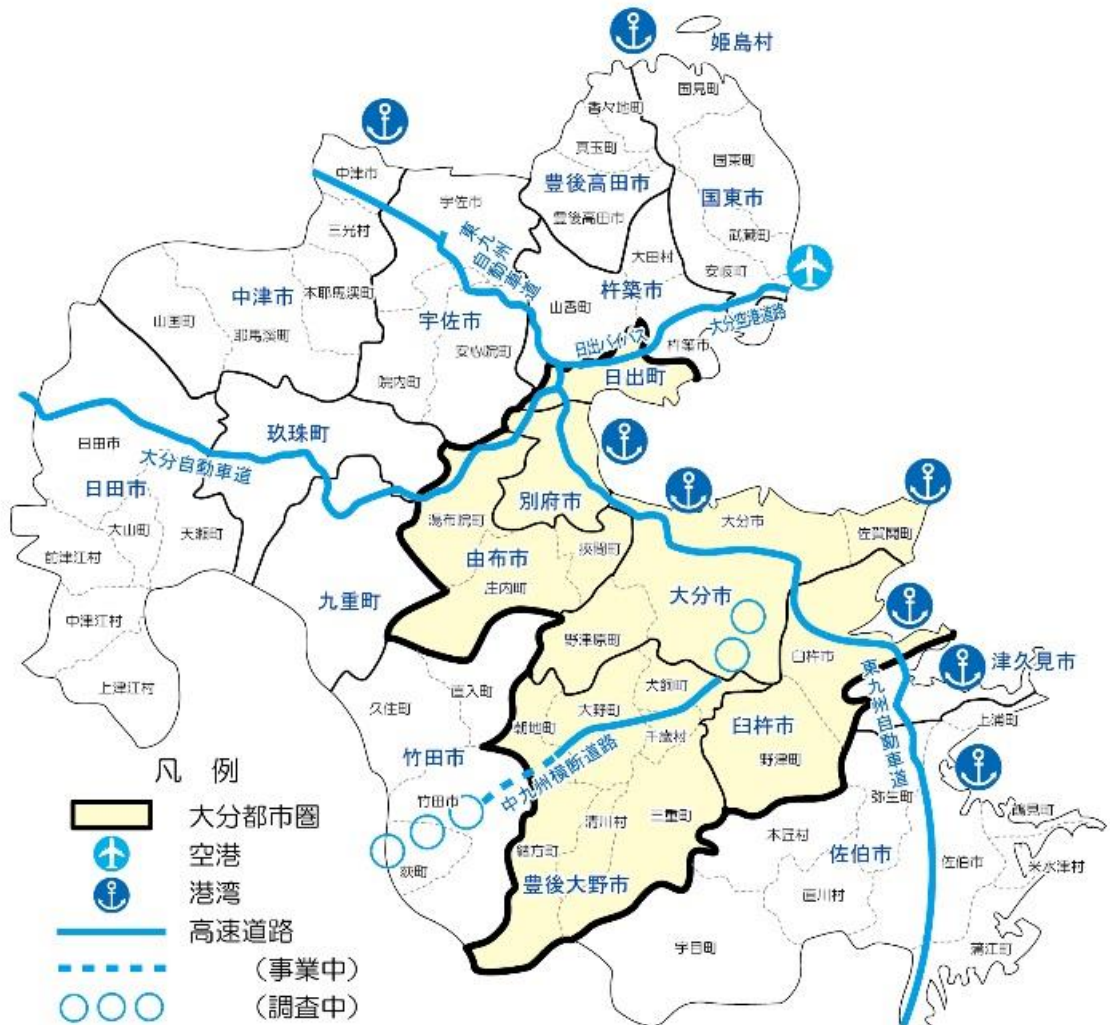 姫島村
国見町
香々地町
真玉町
国東町
豊後高田市
国東市
豊後高田市
武蔵町
安岐町
中津市
宇佐市
三光村
東九州
自動車道
大田村
本耶馬溪町
中津市
山香町
杵築市
大分空港道路
山国町
耶馬溪町
宇佐市
安心院町
院内町
日出バイパス
杵築市
日出町
玖珠町
日田市
大分自動車道
日田市
大山町
天瀬町
前津江村
中津江村
上津江村
九重町
湯布院町
別府市
由布市
挾間町
庄内町
大分市
佐賀関町
大分市
野津原町
臼杵市
津久見市
東九州自動車道
上浦町
直入町
久住町
犬飼町
大野町
朝地町
千歳村
臼杵市
野津町
竹田市
中九州横断道路
竹田市
荻町
清川村
三重町
緒方町
豊後大野市
弥生町
鶴見町
本匠村
佐伯市
佐伯市
米水津村
直川村
宇目町
蒲江町
凡 例
大分都市圏
空港
港湾
高速道路
(事業中)
(調査中)